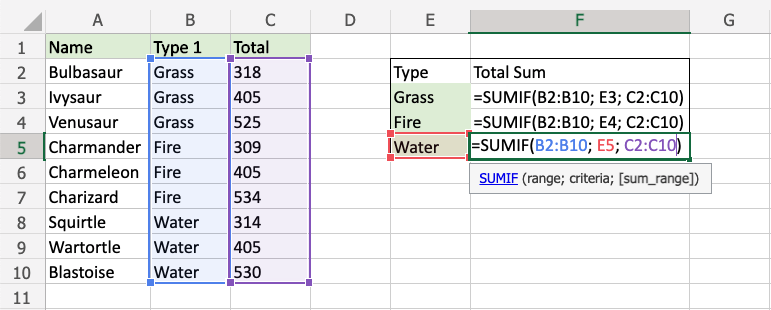 A B C D E F G
1 Name Type 1 Total
2 Bulbasaur Grass 318 Type Total Sum
3 Ivysaur Grass 405 Grass =SUMIF(B2:B10; E3; C2:C10)
4 Venusaur Grass 525 Fire =SUMIF(B2:B10; E4; C2:C10)
5 Charmander Fire 309 Water =SUMIF(B2:B10; E5; C2:C10)
6 Charmeleon Fire 405 SUMIF (range; criteria; [sum_range])
7 Charizard Fire 534
8 Squirtle Water 314
9 Wartortle Water 405
10 Blastoise Water 530
11